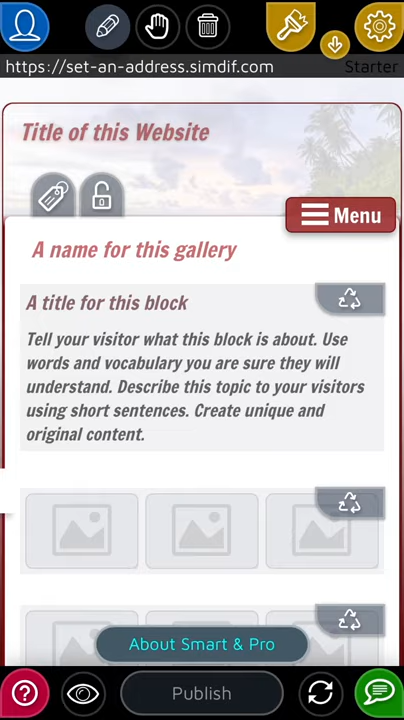 https://set-an-address.simdif.com
Starter
Title of this Website
Menu
A name for this gallery
A title for this block
Tell your visitor what this block is about. Use
words and vocabulary you are sure they will
understand. Describe this topic to your visitors
using short sentences. Create unique and
original content.
About Smart & Pro
Publish